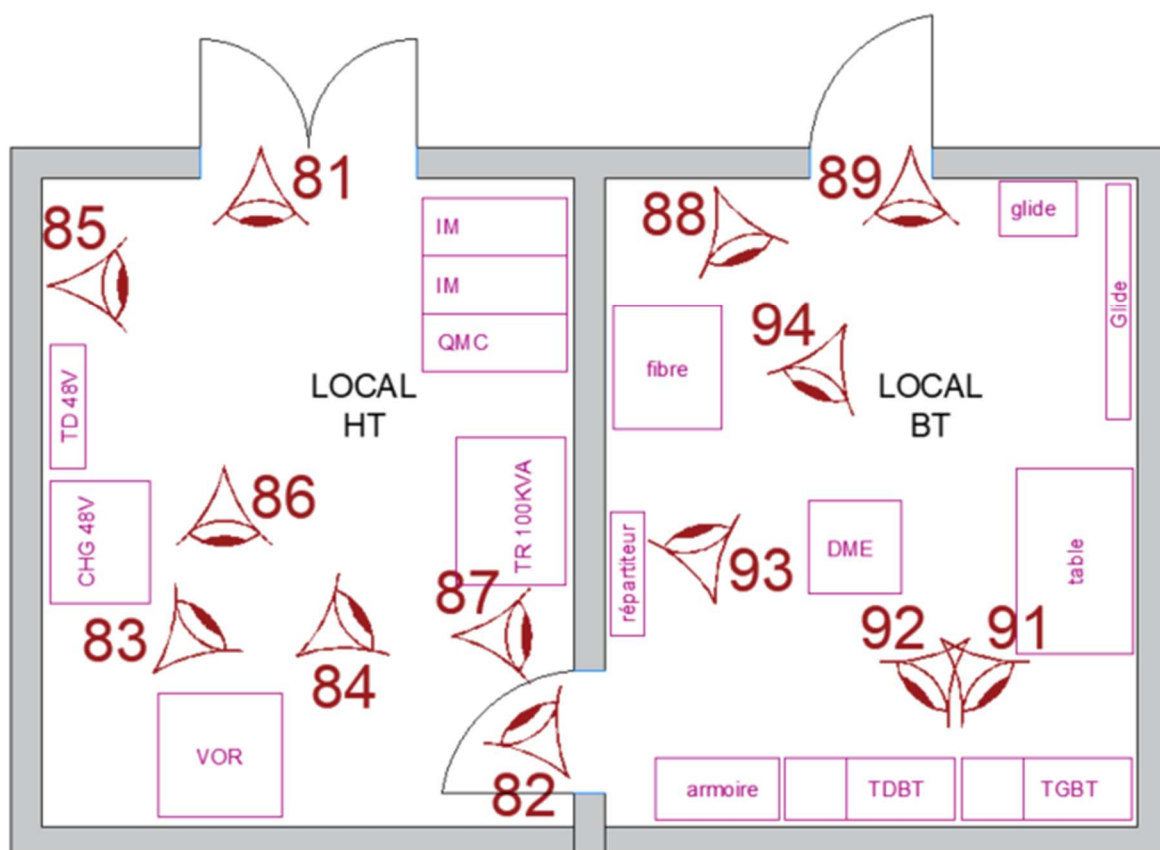 81
85
IM
IM
QMC
TD 48V
LOCAL
HT
CHG 48V
86
TR 100KVA
83
84
87
VOR
82
88
89
glide
Glide
94
fibre
LOCAL
BT
répartiteur
93
DME
table
92
91
armoire
TDBT
TGBT